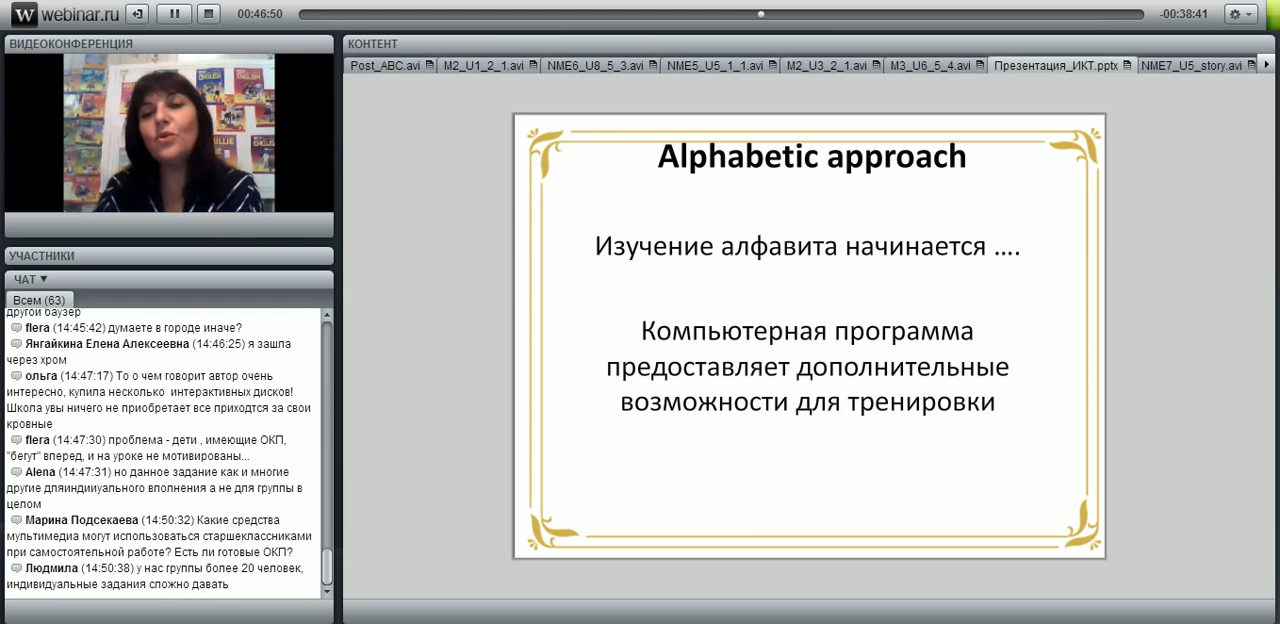 webinar.ru
00:46:50
-00:38:41
ВИДЕОКОНФЕРЕНЦИЯ
УЧАСТНИКИ
ЧАТ
Всем (63)
другой баузер
flera (14:45:42) думаете в городе иначе?
Янгайкина Елена Алексеевна (14:46:25) я зашла
через хром
ольга (14:47:17) То о чем говорит автор очень
интересно, купила несколько интерактивных дисков!
Школа увы ничего не приобретает все приходтся за свои
кровные
flera (14:47:30) проблема - дети , имеющие ОКП,
"бегут" вперед, и на уроке не мотивированы...
Alena (14:47:31) но данное задание как и многие
другие дляиндииуального вполнения а не для группы в
целом
Марина Подсекаева (14:50:32) Какие средства
мультимедиа могут использоваться старшеклассниками
при самостоятельной работе? Есть ли готовые ОКП?
Людмила (14:50:38) у нас группы более 20 человек,
индивидуальные задания сложно давать
КОНТЕНТ
Post_ABC.avi M2_U1_2_1.avi NME6_U8_5_3.avi NME5_U5_1_1.avi M2_U3_2_1.avi M3_U6_5_4.avi Презентация_ИКТ.pptx NME7_U5_story.avi
Alphabetic approach
Изучение алфавита начинается ....
Компьютерная программа
предоставляет дополнительные
возможности для тренировки